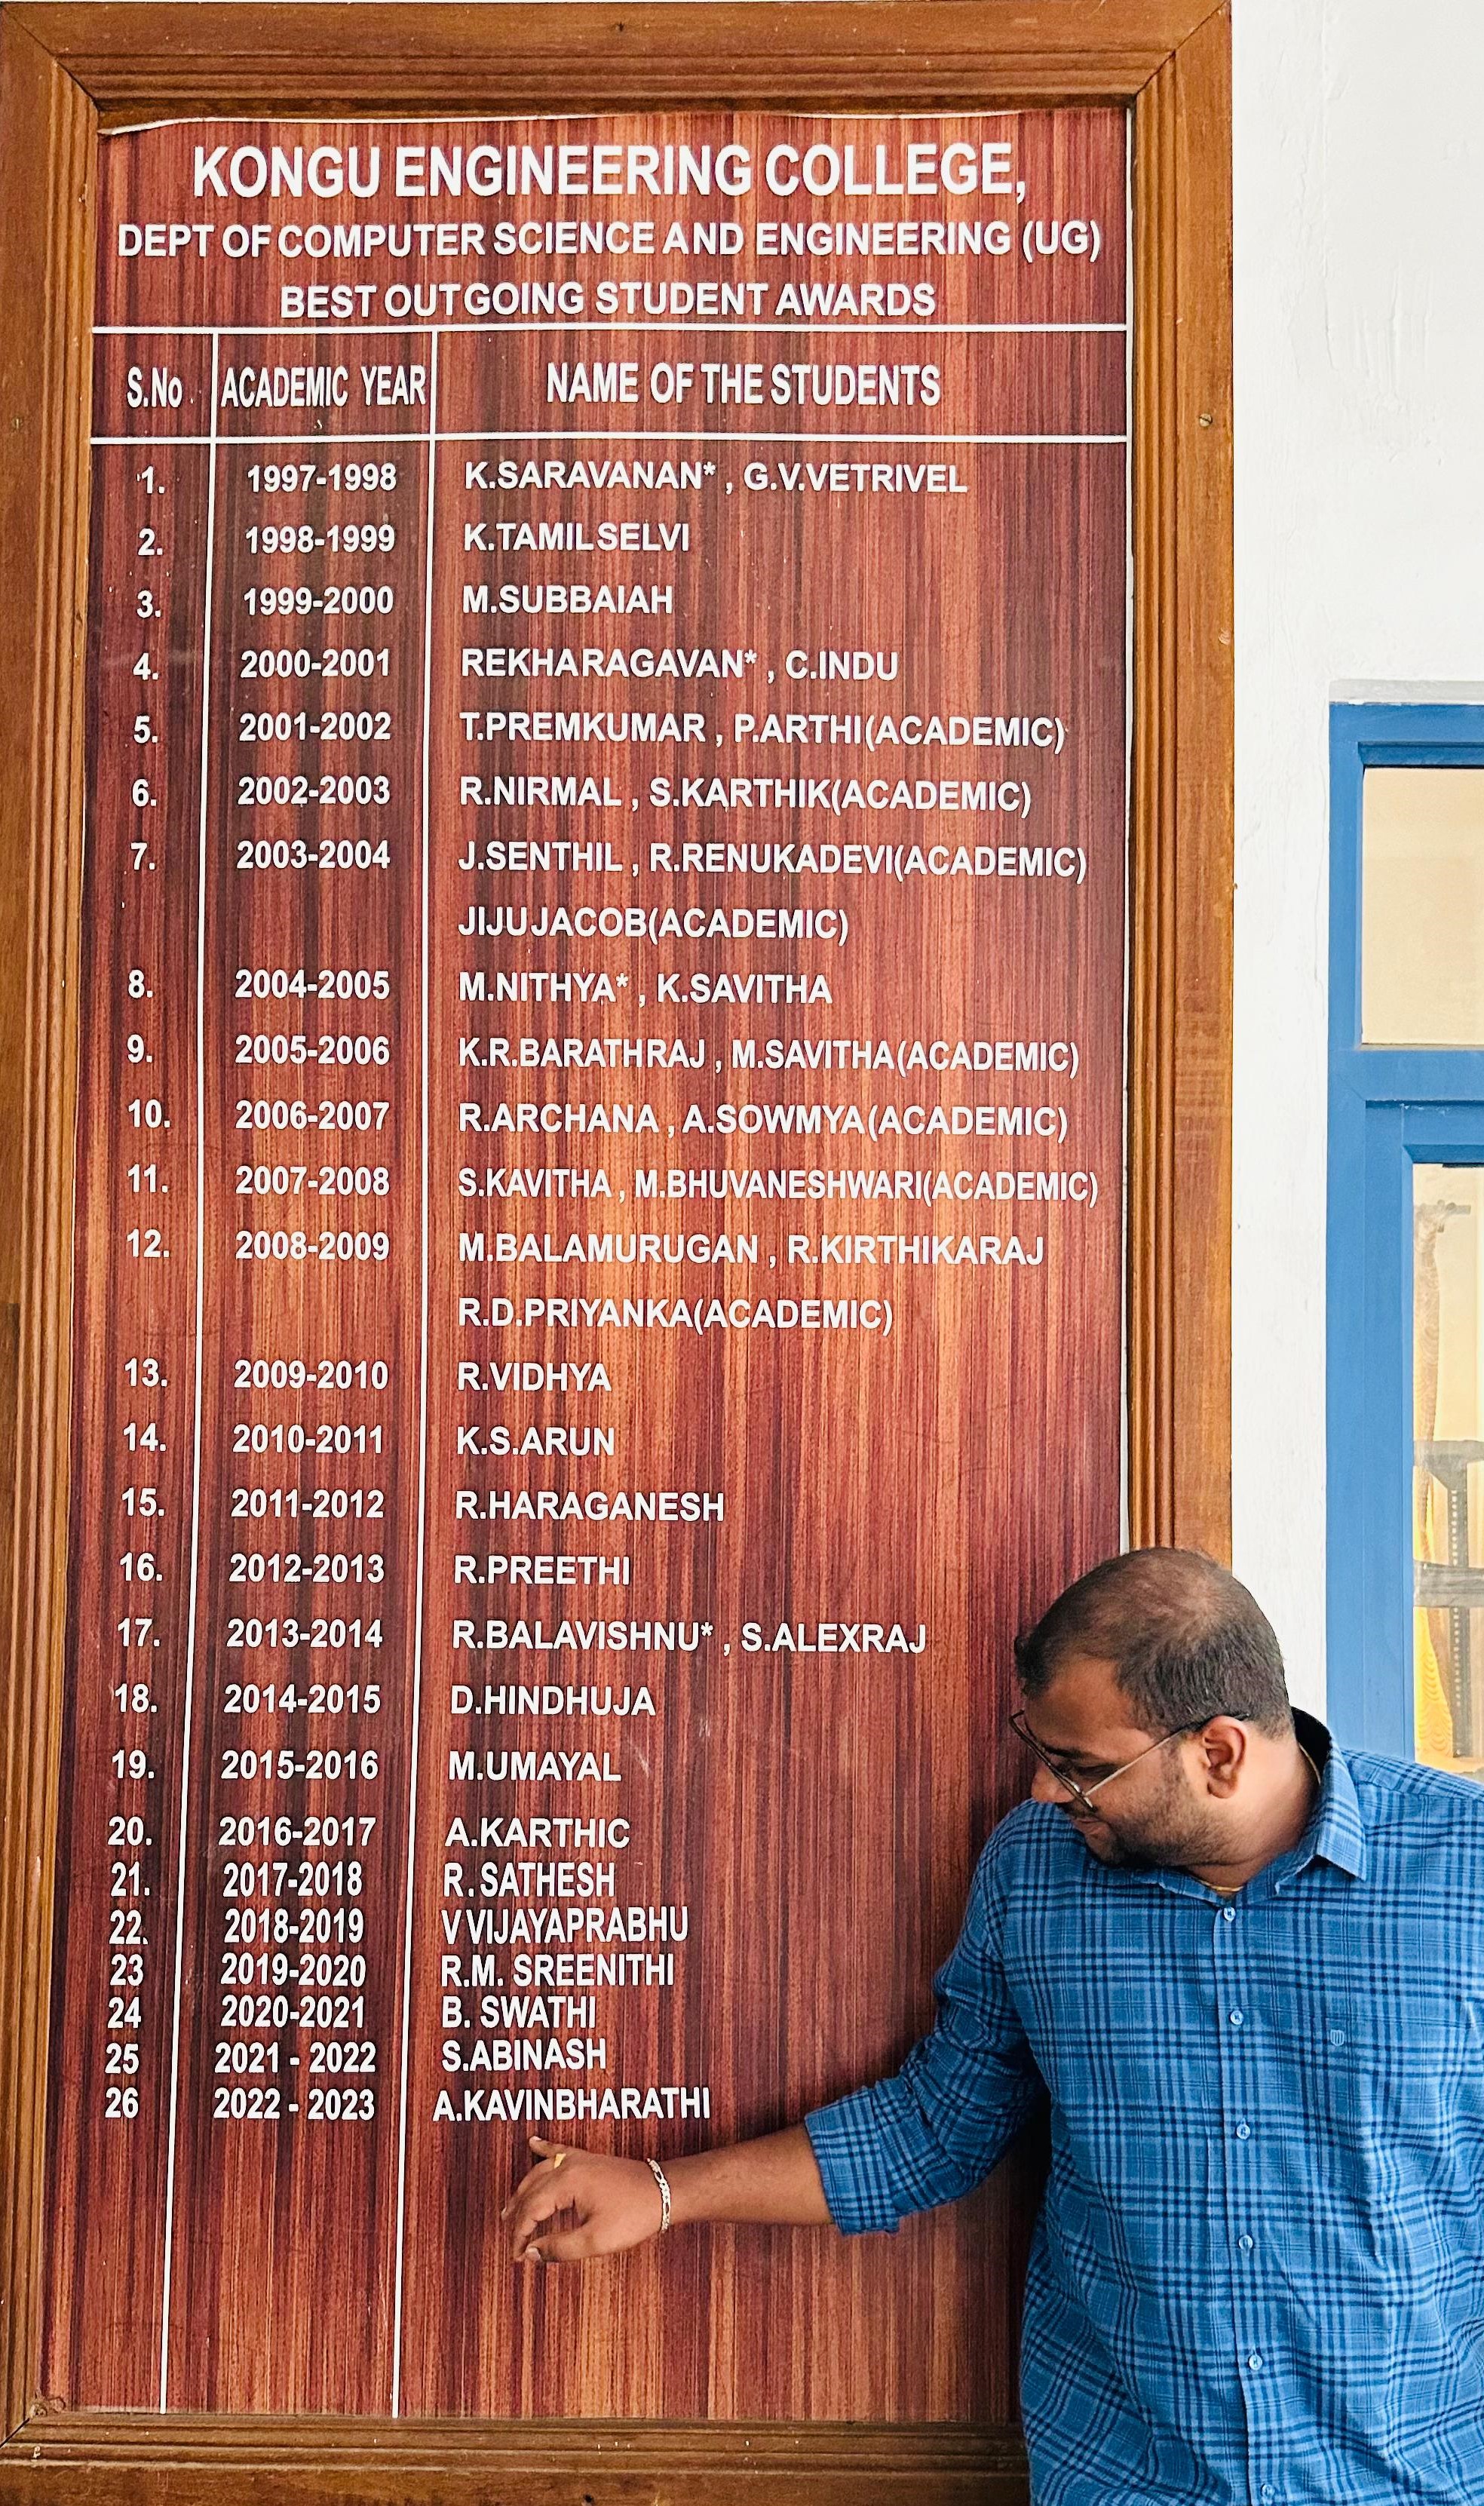 KONGU ENGINEERING COLLEGE,
DEPT OF COMPUTER SCIENCE AND ENGINEERING (UG)
BEST OUTGOING STUDENT AWARDS
S.No. ACADEMIC YEAR NAME OF THE STUDENTS
1. 1997-1998 K.SARAVANAN* , G.V.VETRIVEL
2. 1998-1999 K.TAMILSELVI
3. 1999-2000 M.SUBBAIAH
4. 2000-2001 REKHARAGAVAN* , C.INDU
5. 2001-2002 T.PREMKUMAR , P.ARTHI(ACADEMIC)
6. 2002-2003 R.NIRMAL , S.KARTHIK(ACADEMIC)
7. 2003-2004 J.SENTHIL , R.RENUKADEVI(ACADEMIC)
JIJUJACOB(ACADEMIC)
8. 2004-2005 M.NITHYA* , K.SAVITHA
9. 2005-2006 K.R.BARATHRAJ , M.SAVITHA(ACADEMIC)
10. 2006-2007 R.ARCHANA , A.SOWMYA(ACADEMIC)
11. 2007-2008 S.KAVITHA , M.BHUVANESHWARI(ACADEMIC)
12. 2008-2009 M.BALAMURUGAN , R.KIRTHIKARAJ
R.D.PRIYANKA(ACADEMIC)
13. 2009-2010 R.VIDHYA
14. 2010-2011 K.S.ARUN
15. 2011-2012 R.HARAGANESH
16. 2012-2013 R.PREETHI
17. 2013-2014 R.BALAVISHNU* , S.ALEXRAJ
18. 2014-2015 D.HINDHUJA
19. 2015-2016 M.UMAYAL
20. 2016-2017 A.KARTHIC
21. 2017-2018 R.SATHESH
22. 2018-2019 V VIJAYAPRABHU
23 2019-2020 R.M. SREENITHI
24 2020-2021 B. SWATHI
25 2021 - 2022 S.ABINASH
26 2022 - 2023 A.KAVINBHARATHI